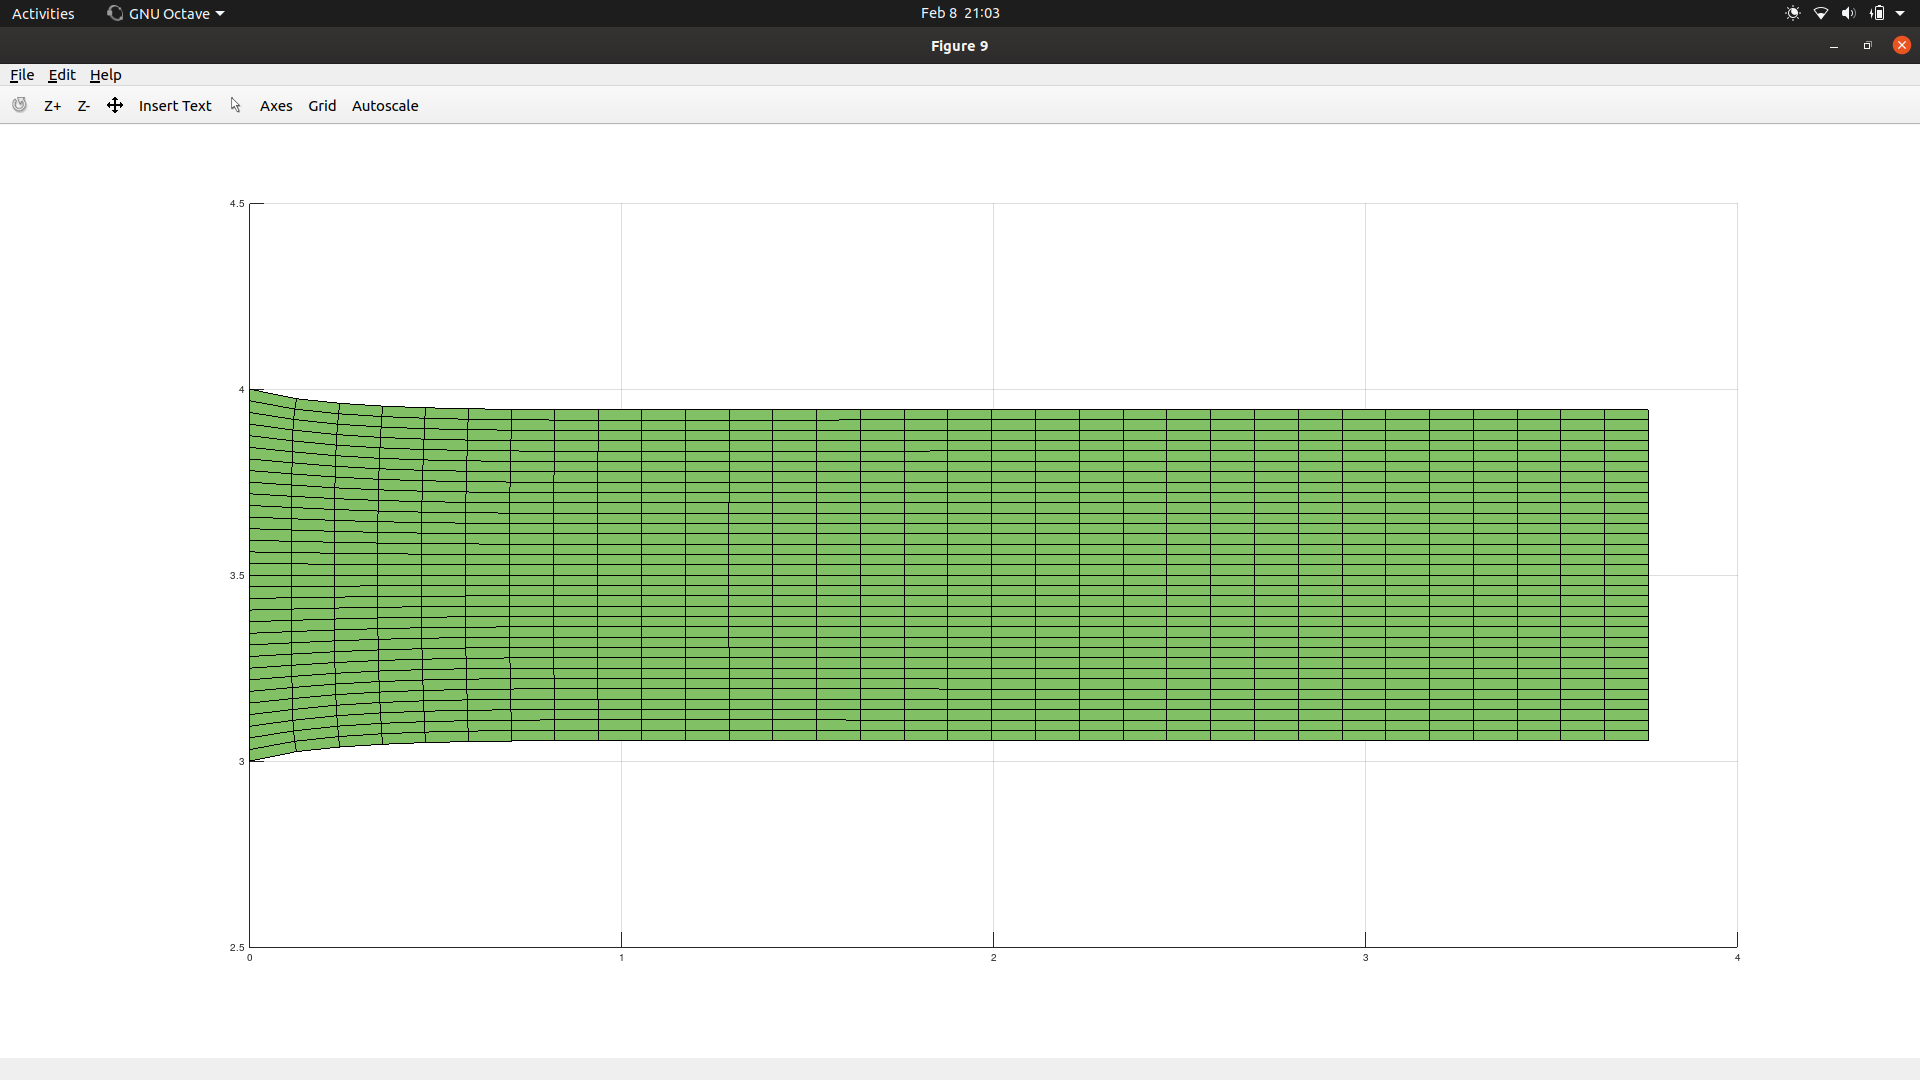 Activities GNU Octave Feb 8 21:03
Figure 9
File Edit Help
Z+ Z- Insert Text Axes Grid Autoscale
4.5
4
3.5
3
2.5
0 1 2 3 4